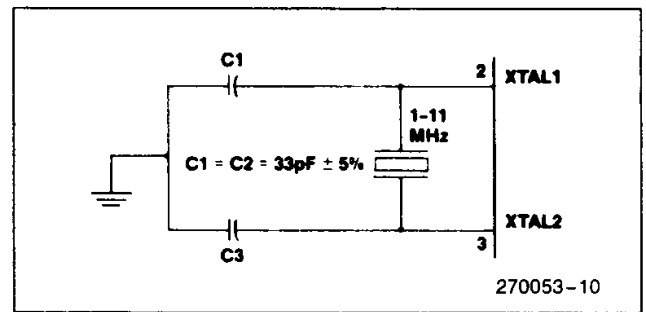 C1
2 XTAL1
1-11
MHz
C1 = C2 = 33pF ± 5%
XTAL2
3
C3
270053-10